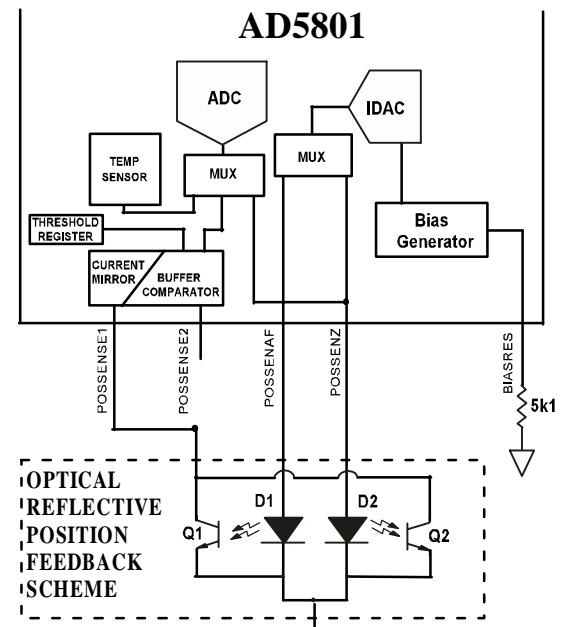 AD5801
ADC
IDAC
TEMP
SENSOR
MUX
MUX
THRESHOLD
REGISTER
Bias
Generator
CURRENT
MIRROR
BUFFER
COMPARATOR
POSSENSE1
POSSENSE2
POSSENAF
POSSENZ
BIASRES
5k1
OPTICAL
REFLECTIVE
POSITION
FEEDBACK
SCHEME
Q1
D1
D2
Q2